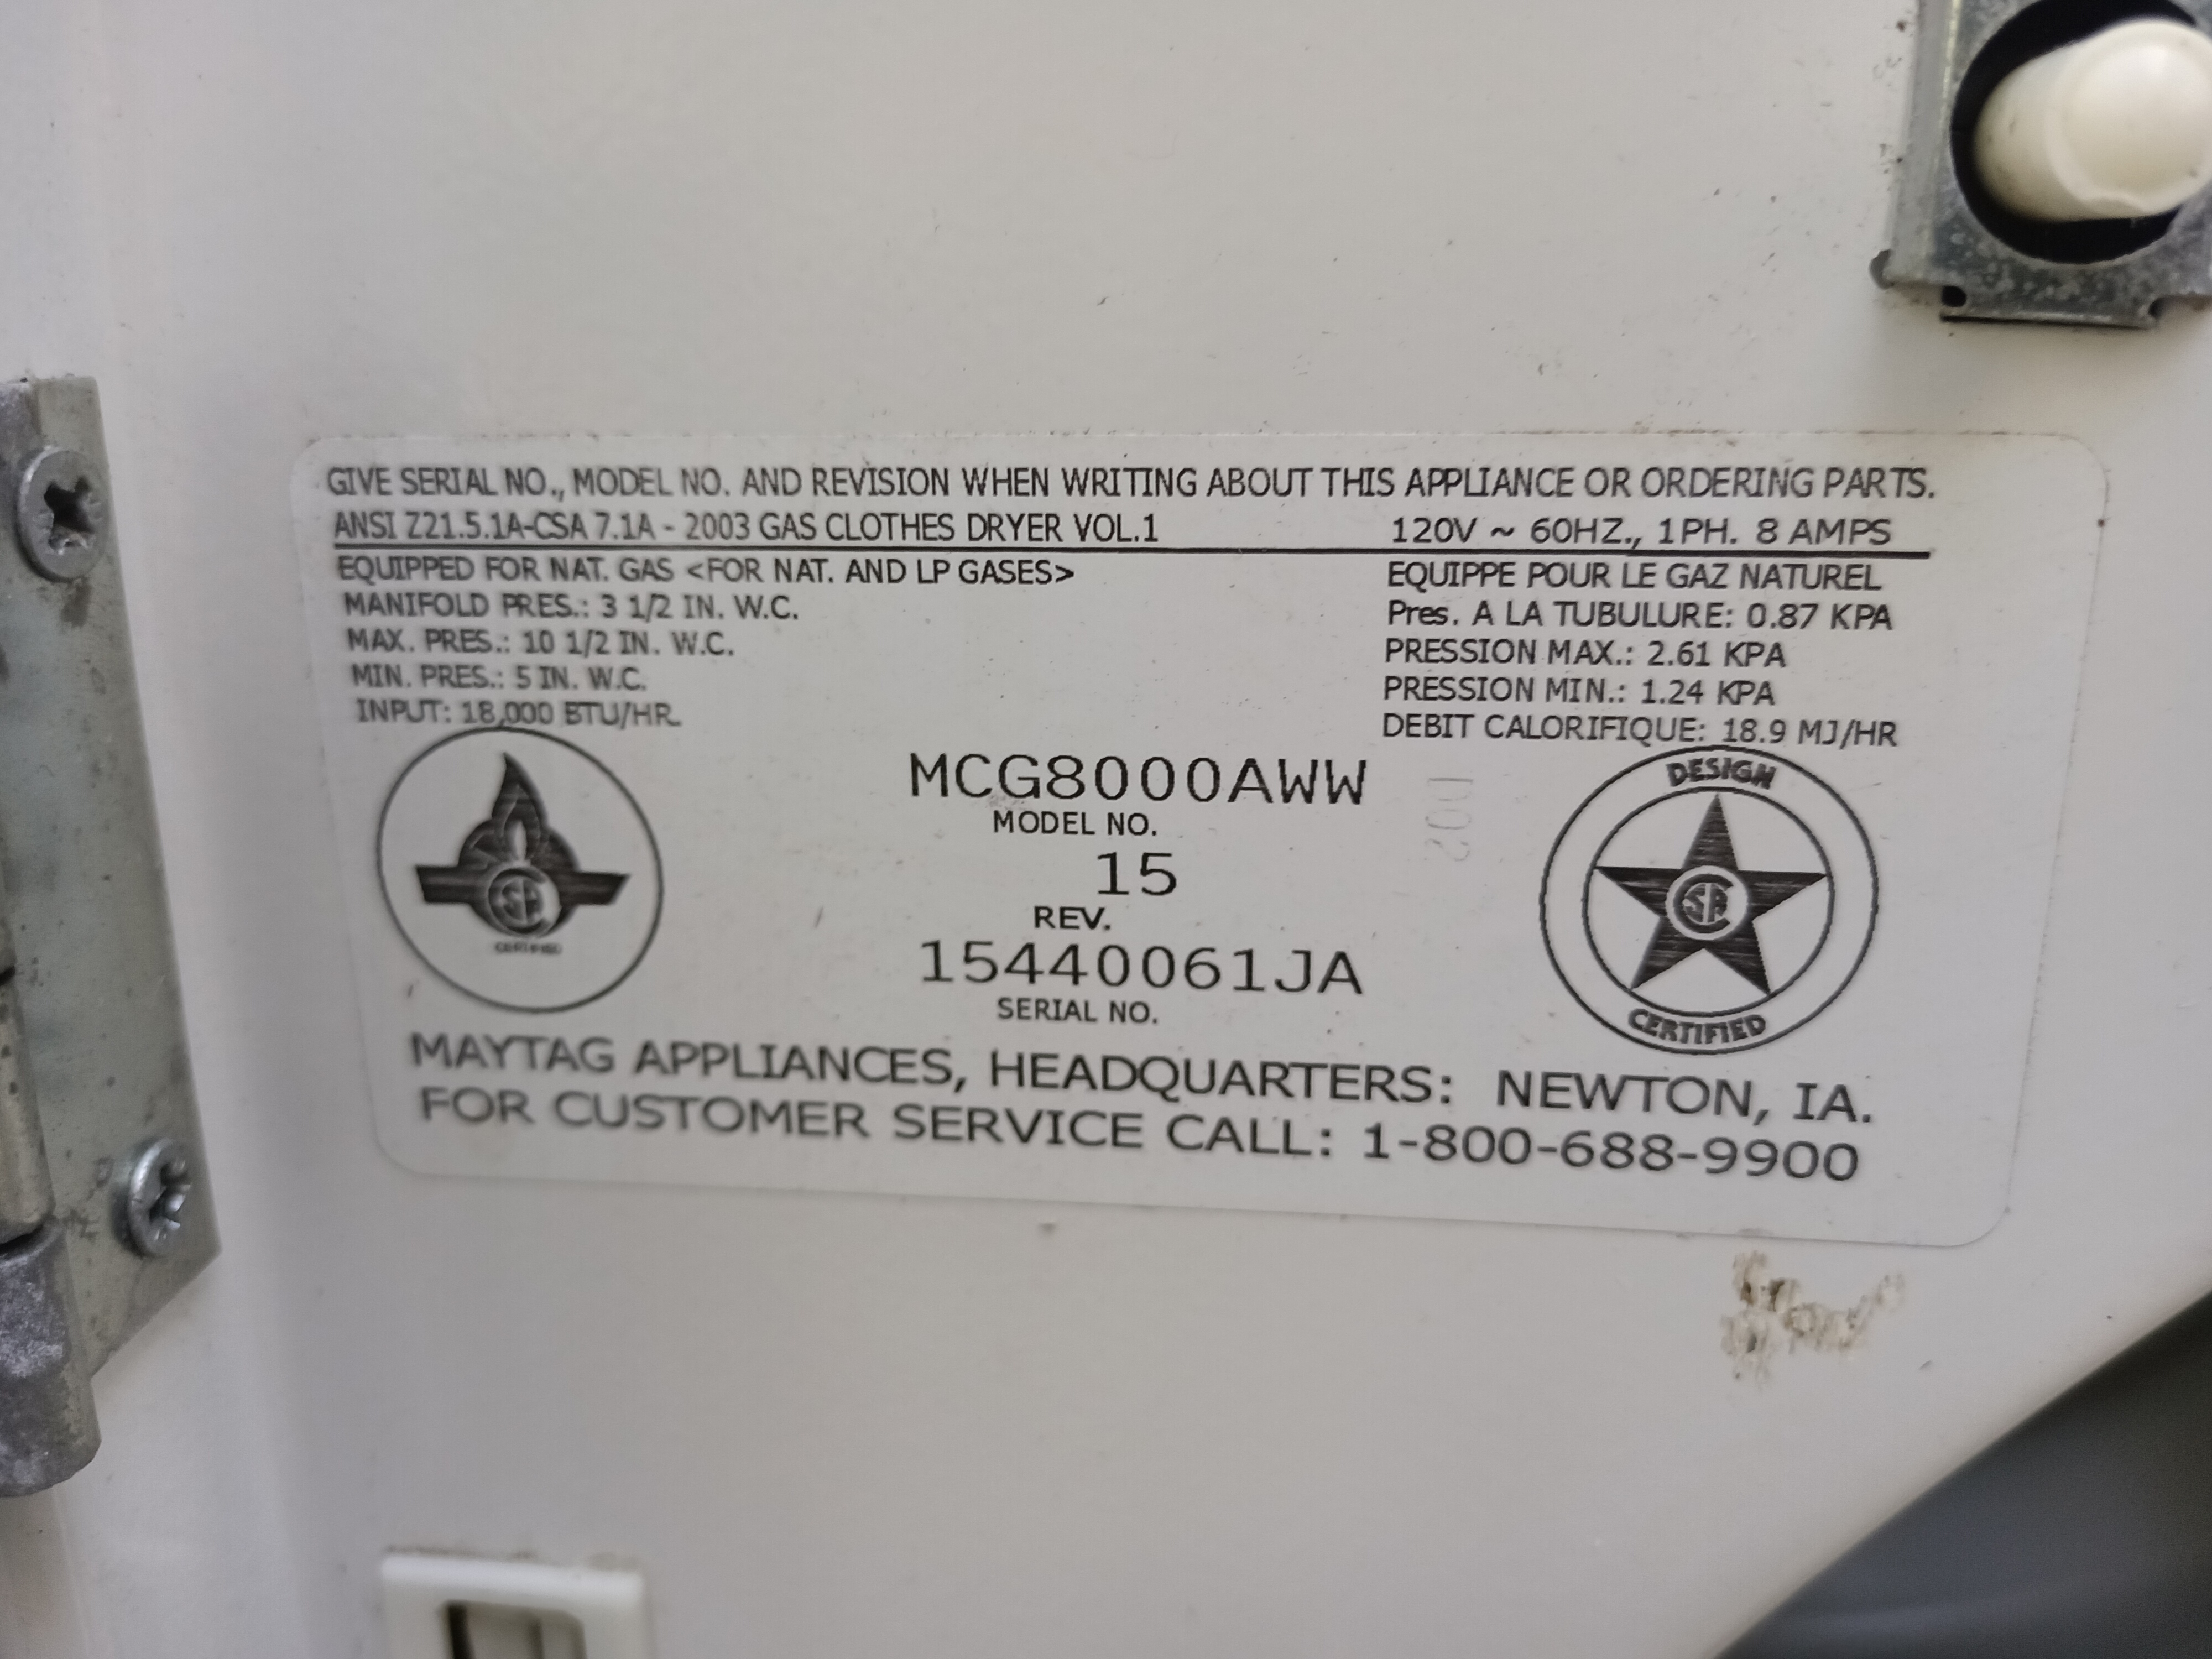 GIVE SERIAL NO., MODEL NO. AND REVISION WHEN WRITING ABOUT THIS APPLIANCE OR ORDERING PARTS.
ANSI Z21.5.1A-CSA 7.1A - 2003 GAS CLOTHES DRYER VOL.1 120V ~ 60HZ., 1PH. 8 AMPS
EQUIPPED FOR NAT. GAS <FOR NAT. AND LP GASES>
MANIFOLD PRES.: 3 1/2 IN. W.C.
MAX. PRES.: 10 1/2 IN. W.C.
MIN. PRES.: 5 IN. W.C.
INPUT: 18,000 BTU/HR.
EQUIPPE POUR LE GAZ NATUREL
Pres. A LA TUBULURE: 0.87 KPA
PRESSION MAX.: 2.61 KPA
PRESSION MIN.: 1.24 KPA
DEBIT CALORIFIQUE: 18.9 MJ/HR
CSA
CERTIFIED
MCG8000AWW
MODEL NO.
15
REV.
15440061JA
SERIAL NO.
DESIGN
CSA
CERTIFIED
MAYTAG APPLIANCES, HEADQUARTERS: NEWTON, IA.
FOR CUSTOMER SERVICE CALL: 1-800-688-9900